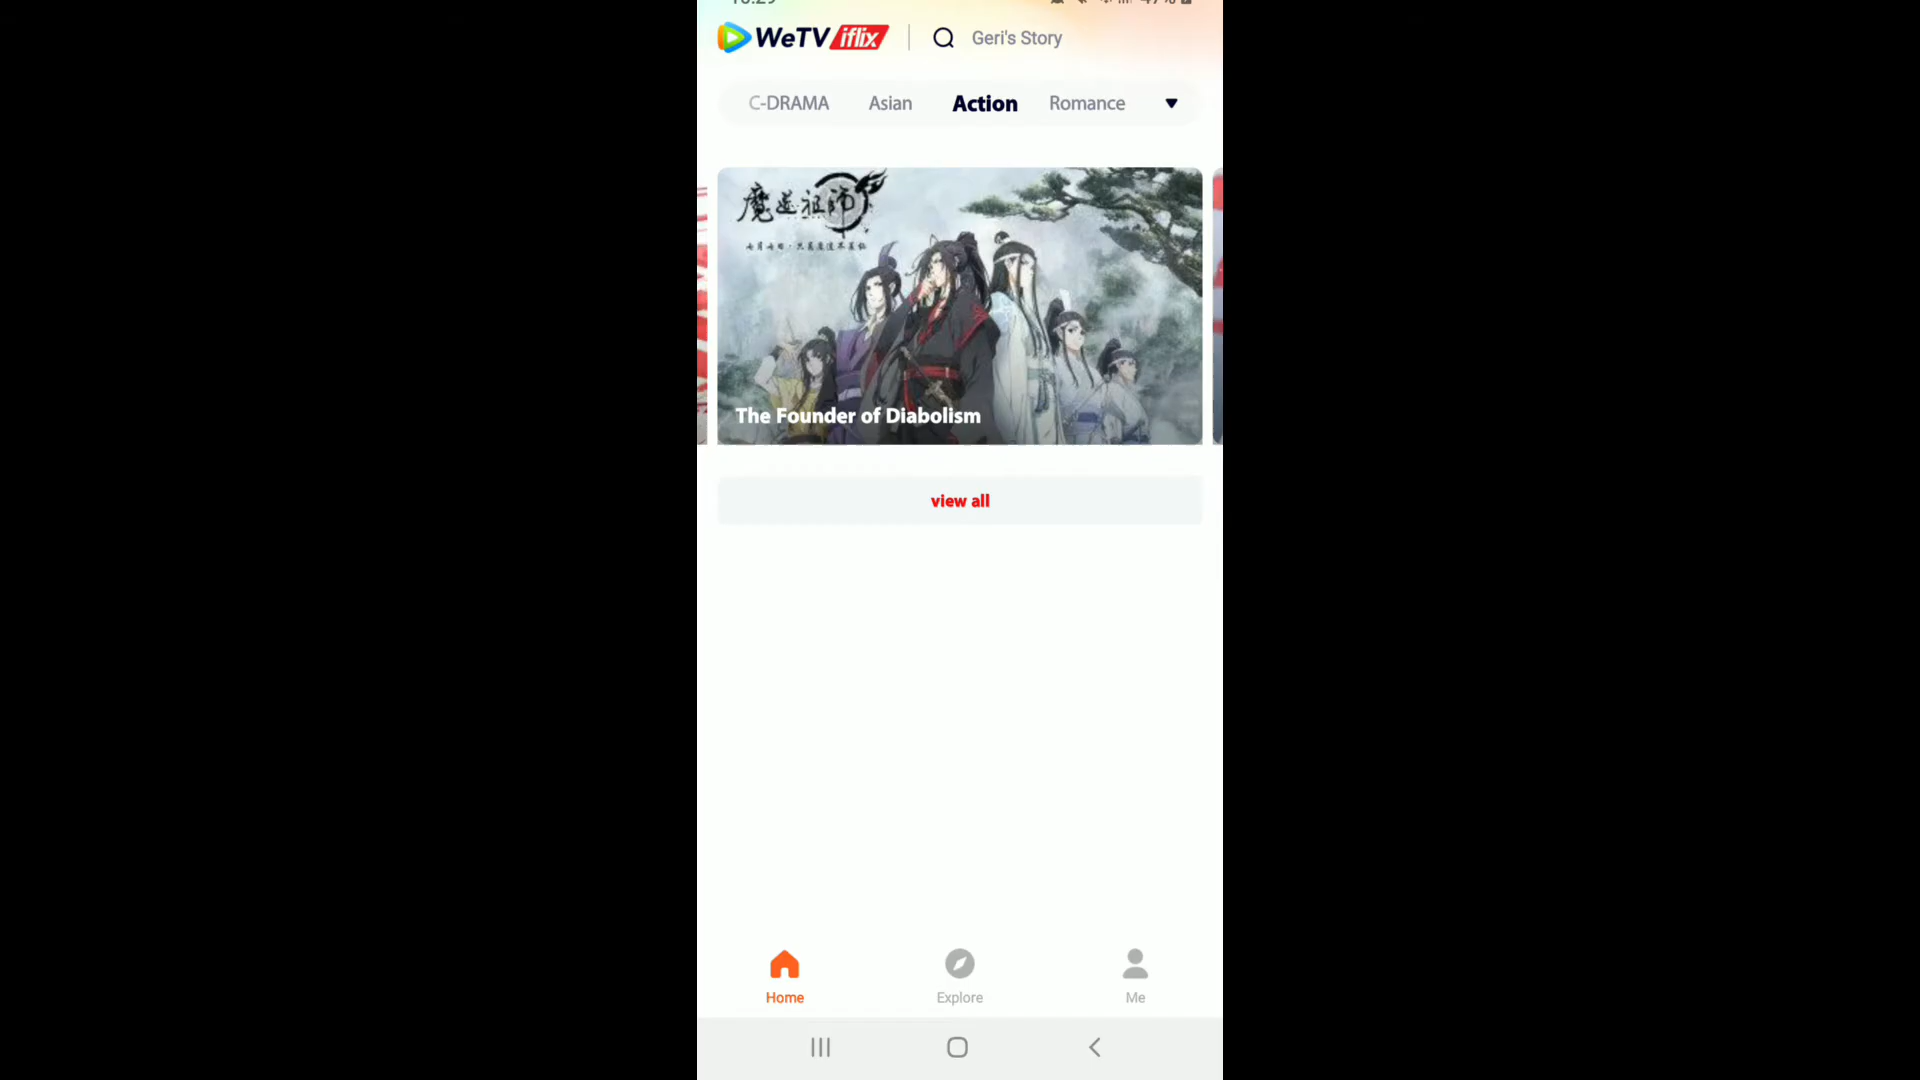 WeTV iflix
Geri's Story
C-DRAMA Asian Action Romance
魔道祖师
The Founder of Diabolism
view all
Home Explore Me